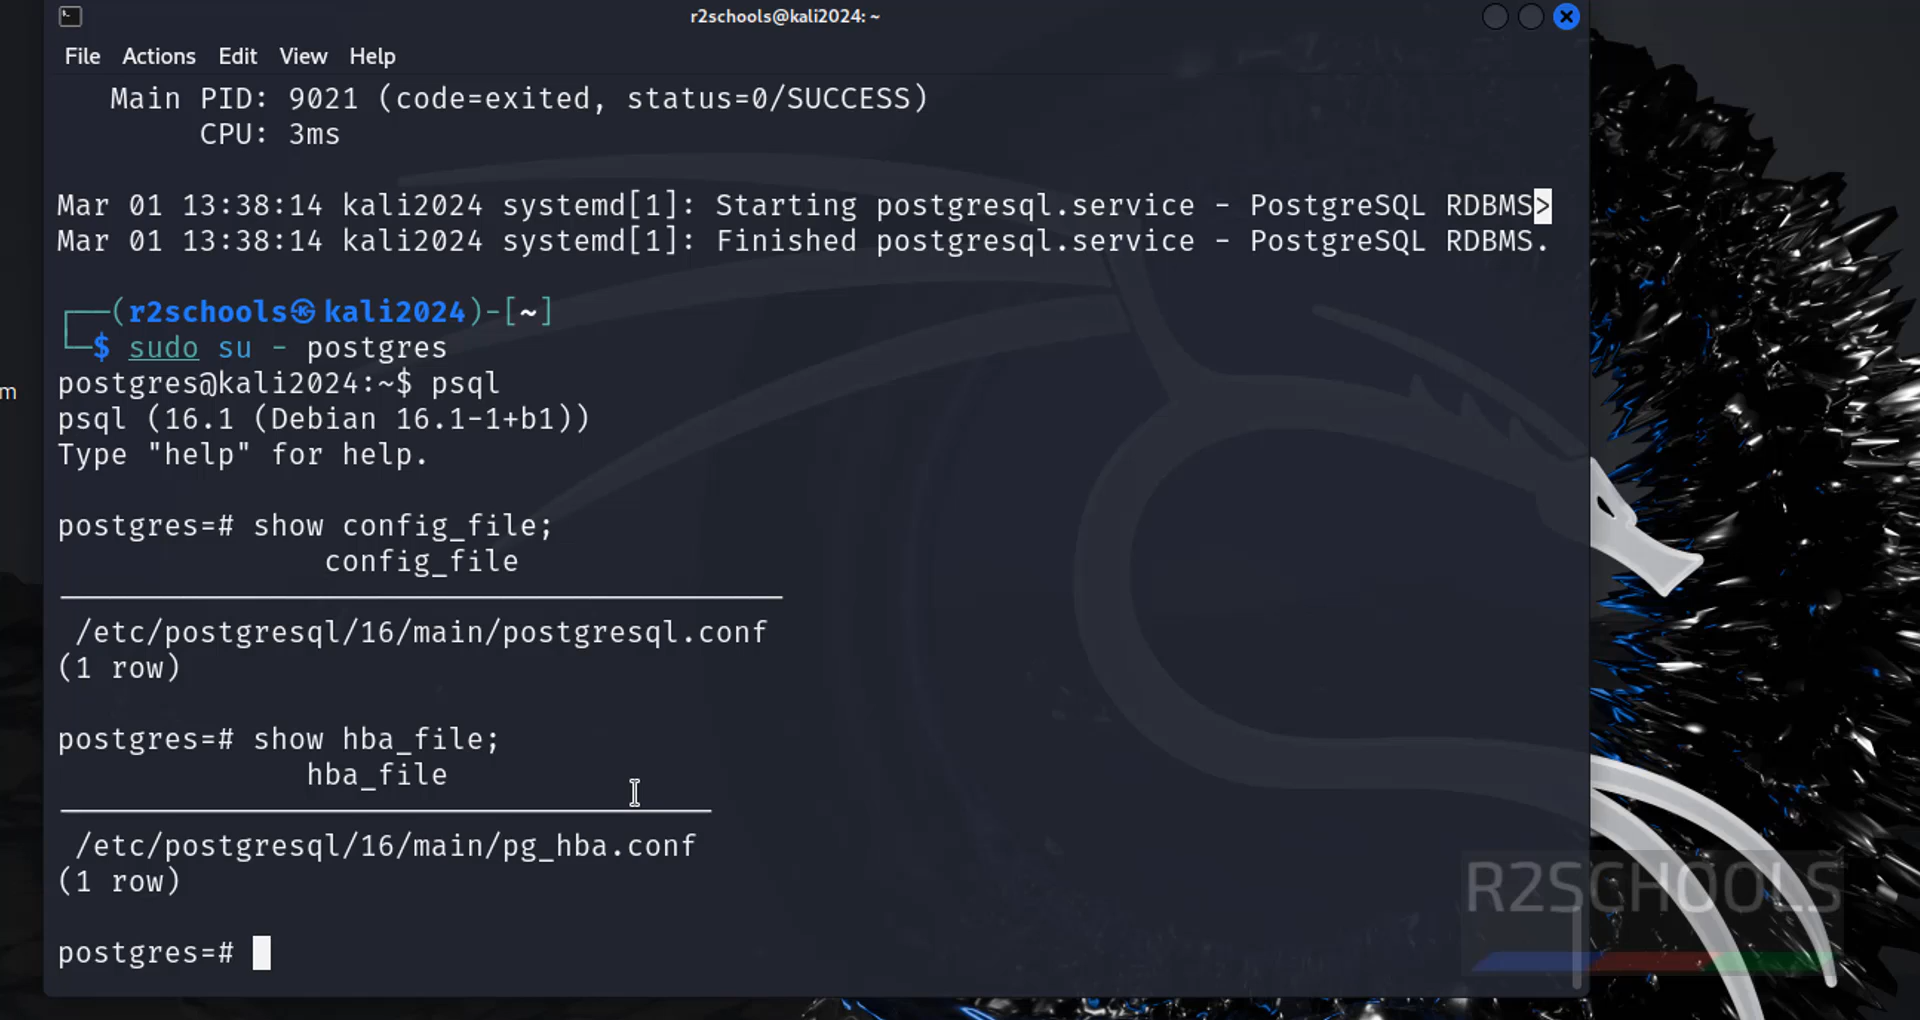 r2schools@kali2024: ~
File Actions Edit View Help
Main PID: 9021 (code=exited, status=0/SUCCESS)
CPU: 3ms
Mar 01 13:38:14 kali2024 systemd[1]: Starting postgresql.service - PostgreSQL RDBMS>
Mar 01 13:38:14 kali2024 systemd[1]: Finished postgresql.service - PostgreSQL RDBMS.
┌──(r2schools㉿kali2024)-[~]
└─$ sudo su - postgres
postgres@kali2024:~$ psql
psql (16.1 (Debian 16.1-1+b1))
Type "help" for help.
postgres=# show config_file;
config_file
/etc/postgresql/16/main/postgresql.conf
(1 row)
postgres=# show hba_file;
hba_file
/etc/postgresql/16/main/pg_hba.conf
(1 row)
postgres=#
m
R2SCHOOLS